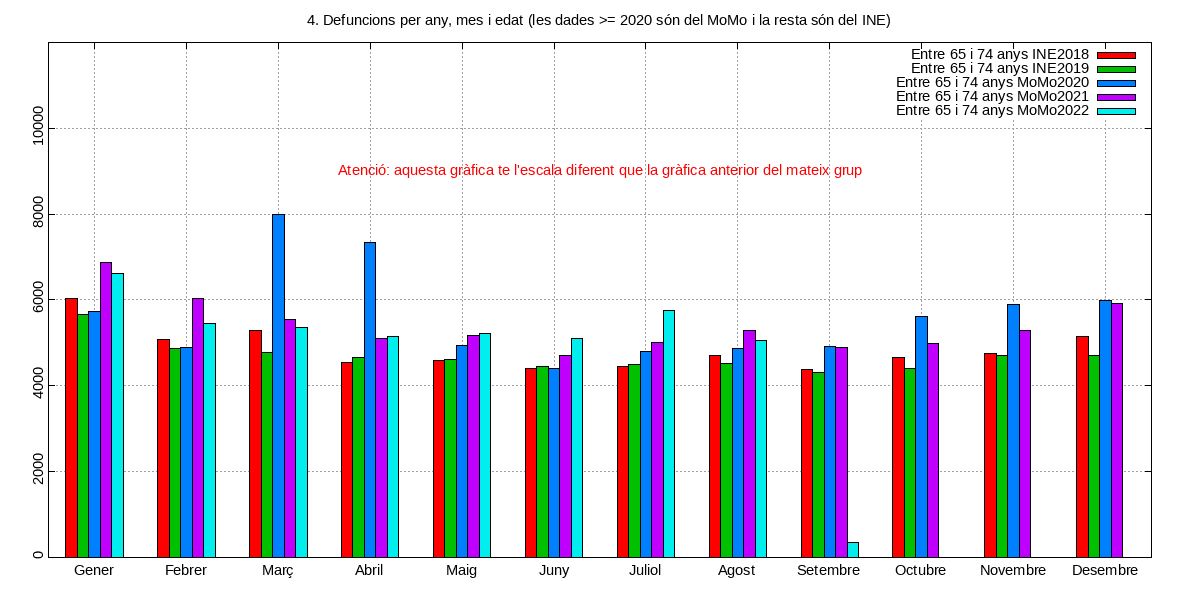 4. Defuncions per any, mes i edat (les dades >= 2020 són del MoMo i la resta són del INE)
Entre 65 i 74 anys INE2018
Entre 65 i 74 anys INE2019
Entre 65 i 74 anys MoMo2020
Entre 65 i 74 anys MoMo2021
Entre 65 i 74 anys MoMo2022
Atenció: aquesta gràfica te l'escala diferent que la gràfica anterior del mateix grup
10000
8000
6000
4000
2000
0
Gener Febrer Març Abril Maig Juny Juliol Agost Setembre Octubre Novembre Desembre